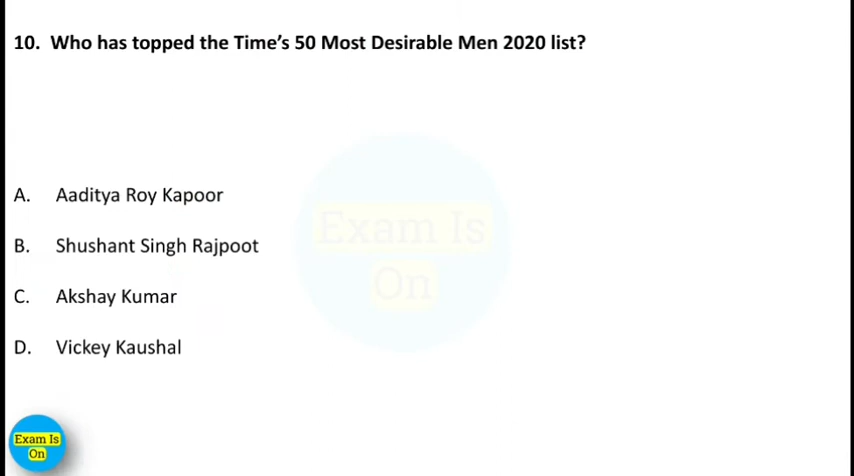 10. Who has topped the Time's 50 Most Desirable Men 2020 list?
Exam Is
On
A. Aaditya Roy Kapoor
B. Shushant Singh Rajpoot
C. Akshay Kumar
D. Vickey Kaushal
Exam Is
On